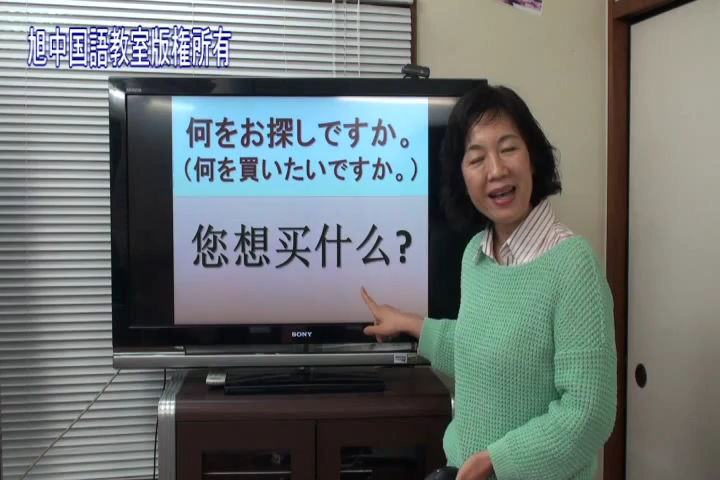 旭中国語教室版権所有
何をお探しですか。
（何を買いたいですか。）
您想买什么?
SONY